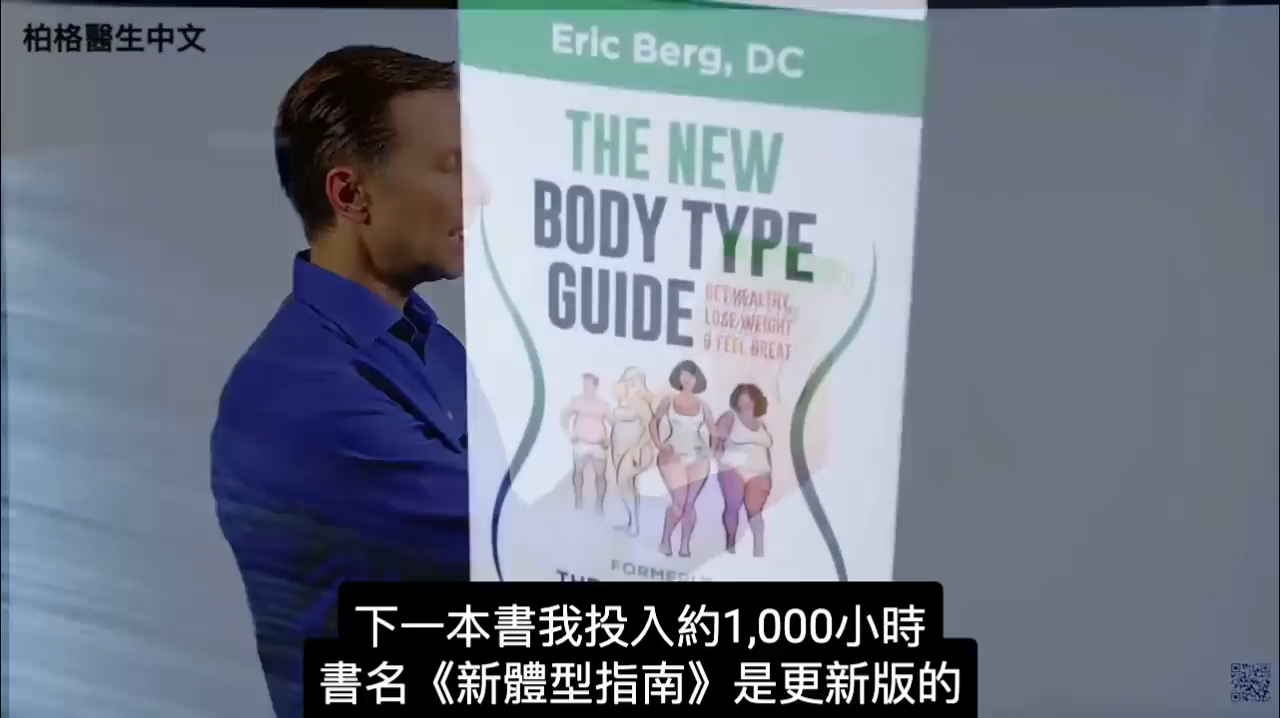 柏格醫生中文
Eric Berg, DC
THE NEW
BODY TYPE
GUIDE
GET HEALTHY,
LOSE WEIGHT
& FEEL GREAT
FORMERLY
下一本書我投入約1,000小時
書名《新體型指南》是更新版的